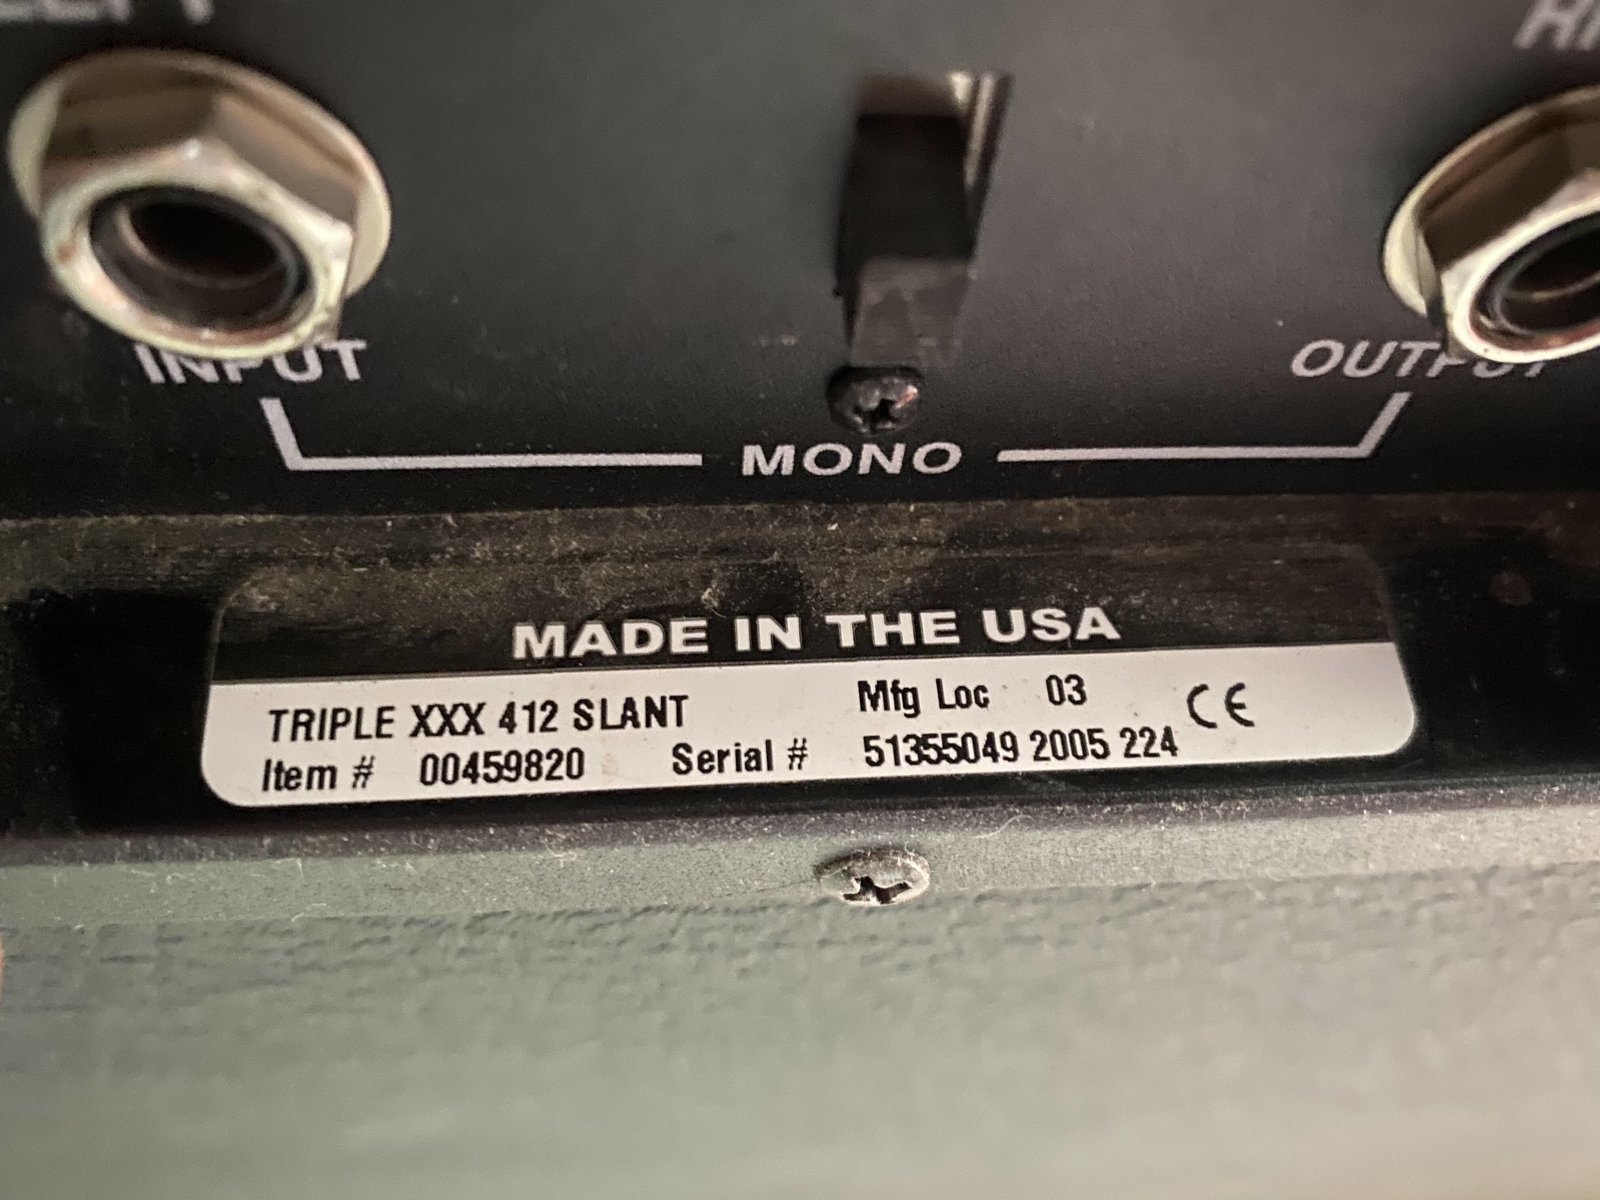 INPUT
OUTPUT
MONO
MADE IN THE USA
TRIPLE XXX 412 SLANT Mfg Loc 03 CE
Item # 00459820 Serial # 51355049 2005 224